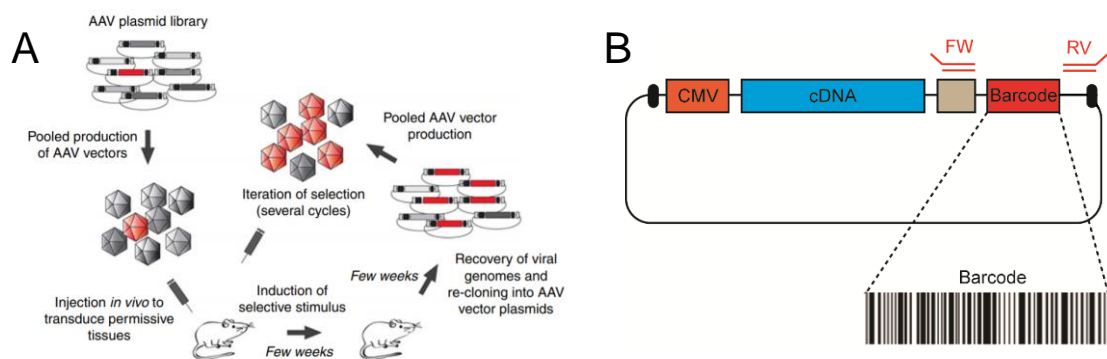 A
AAV plasmid library
Pooled production
of AAV vectors
Injection in vivo to
transduce permissive
tissues
Induction of
selective stimulus
Few weeks
Few weeks
Recovery of viral
genomes and
re-cloning into AAV
vector plasmids
Pooled AAV vector
production
Iteration of selection
(several cycles)
B
FW
RV
CMV
cDNA
Barcode
Barcode